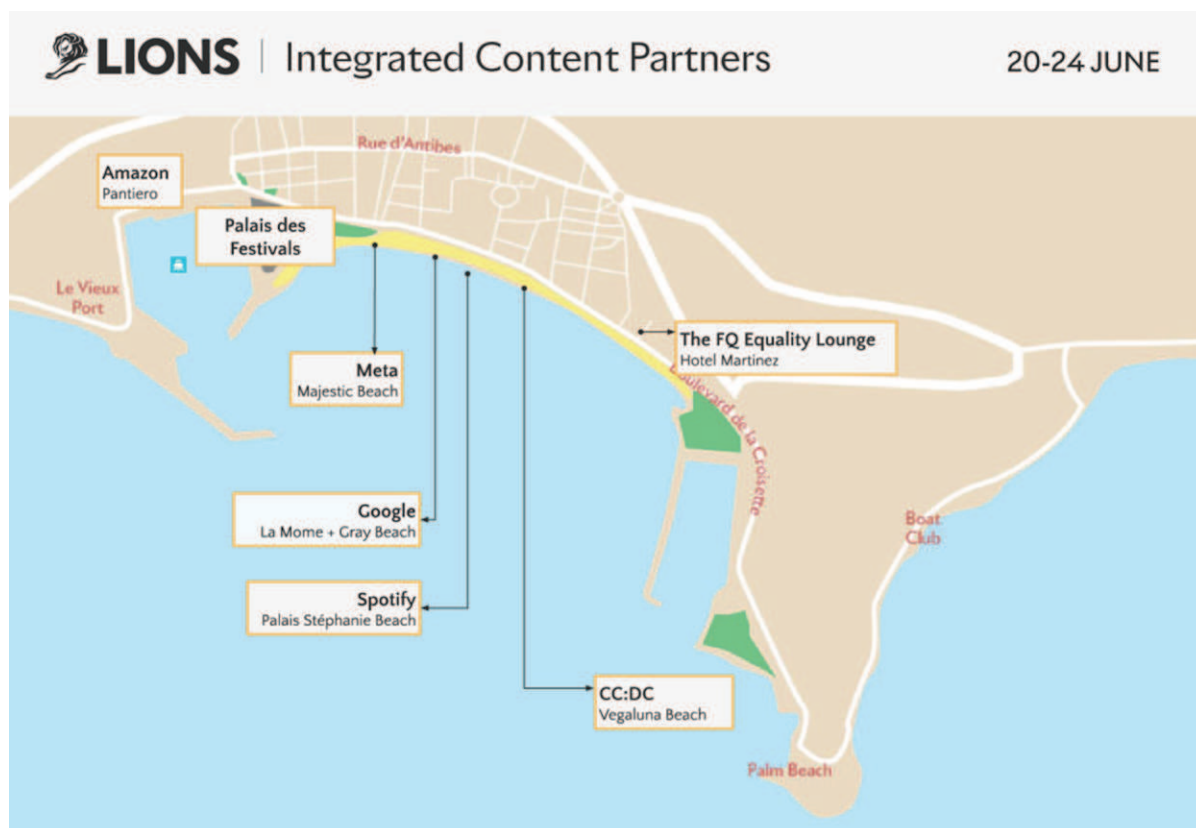 LIONS
Integrated Content Partners
20-24 JUNE
Rue d'Antibes
Amazon
Pantiero
Palais des
Festivals
Le Vieux
Port
The FQ Equality Lounge
Hotel Martinez
Meta
Majestic Beach
Boulevard de la Croisette
Google
La Mome + Gray Beach
Boat
Club
Spotify
Palais Stéphanie Beach
CC:DC
Vegaluna Beach
Palm Beach